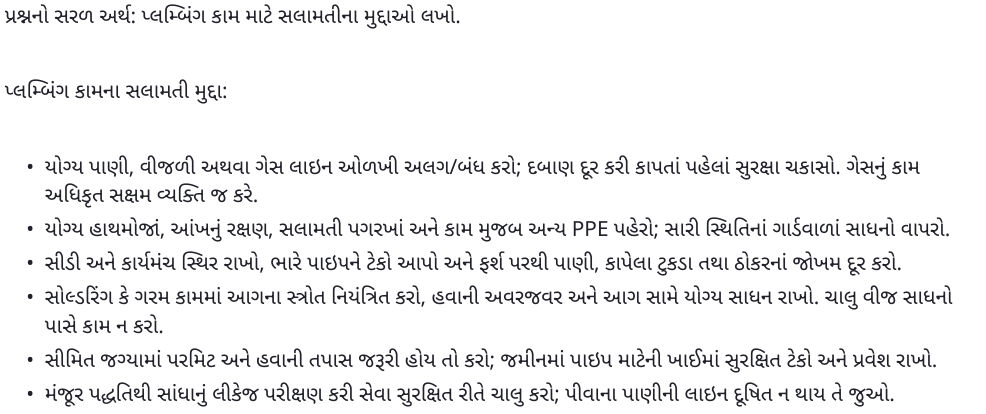 પ્રશ્નનો સરળ અર્થ: પ્લમ્બિંગ કામ માટે સલામતીના મુદ્દાઓ લખો.
પ્લમ્બિંગ કામના સલામતી મુદ્દા:
• યોગ્ય પાણી, વીજળી અથવા ગેસ લાઇન ઓળખી અલગ/બંધ કરો; દબાણ દૂર કરી કાપતાં પહેલાં સુરક્ષા ચકાસો. ગેસનું કામ
અધિકૃત સક્ષમ વ્યક્તિ જ કરે.
• યોગ્ય હાથમોજાં, આંખનું રક્ષણ, સલામતી પગરખાં અને કામ મુજબ અન્ય PPE પહેરો; સારી સ્થિતિનાં ગાર્ડવાળાં સાધનો વાપરો.
• સીડી અને કાર્યમંચ સ્થિર રાખો, ભારે પાઇપને ટેકો આપો અને ફર્શ પરથી પાણી, કાપેલા ટુકડા તથા ઠોકરનાં જોખમ દૂર કરો.
• સોલ્ડરિંગ કે ગરમ કામમાં આગના સ્ત્રોત નિયંત્રિત કરો, હવાની અવરજવર અને આગ સામે યોગ્ય સાધન રાખો. ચાલુ વીજ સાધનો
પાસે કામ ન કરો.
• સીમિત જગ્યામાં પરમિટ અને હવાની તપાસ જરૂરી હોય તો કરો; જમીનમાં પાઇપ માટેની ખાઈમાં સુરક્ષિત ટેકો અને પ્રવેશ રાખો.
• મંજૂર પદ્ધતિથી સાંધાનું લીકેજ પરીક્ષણ કરી સેવા સુરક્ષિત રીતે ચાલુ કરો; પીવાના પાણીની લાઇન દૂષિત ન થાય તે જુઓ.